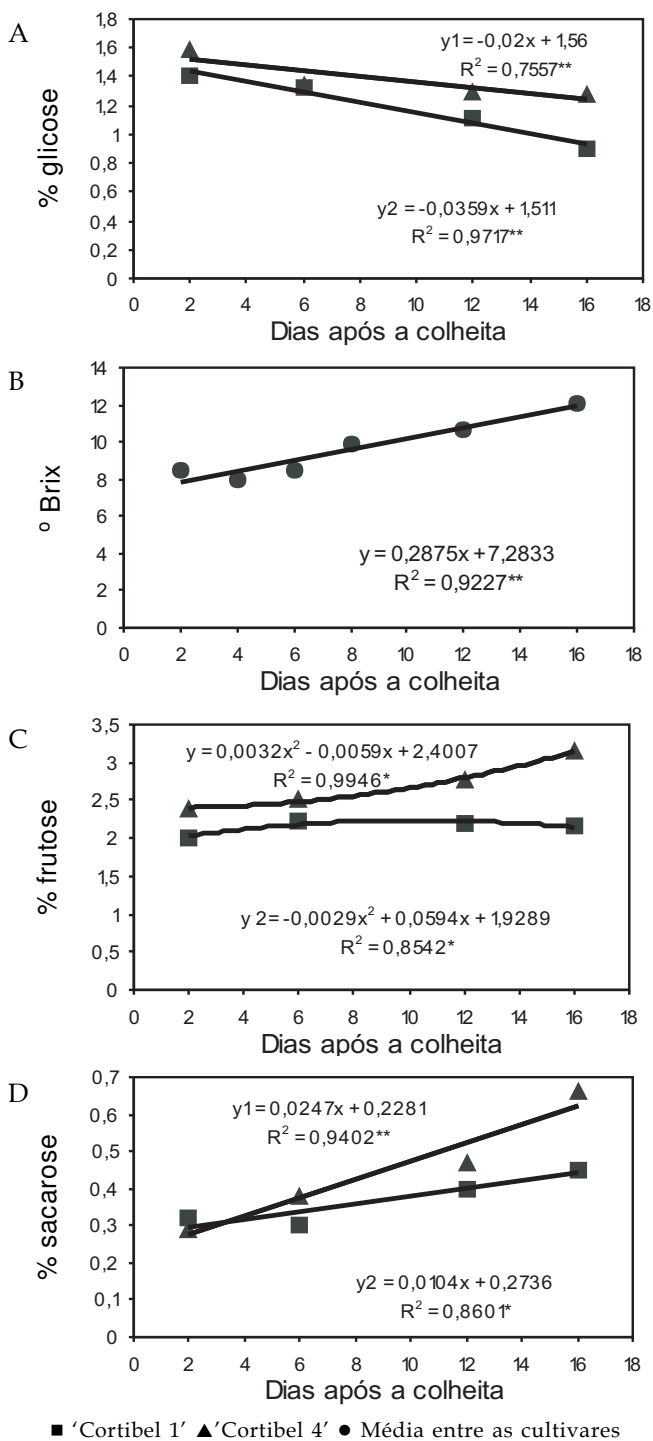 A
1,8
1,6
1,4
1,2
1
0,8
0,6
0,4
0,2
0
% glicose
y1=-0,02x + 1,56
R² = 0,7557**
y2 =-0,0359x + 1,511
R² = 0,9717**
0 2 4 6 8 10 12 14 16 18
Dias após a colheita
B
14
12
10
8
6
4
2
0
º Brix
y = 0,2875x + 7,2833
R² = 0,9227**
0 2 4 6 8 10 12 14 16 18
Dias após a colheita
C
3,5
3
2,5
2
1,5
1
0,5
0
% frutose
y = 0,0032x² - 0,0059x + 2,4007
R² = 0,9946*
y 2= -0,0029x² + 0,0594x + 1,9289
R² = 0,8542*
0 2 4 6 8 10 12 14 16 18
Dias após a colheita
D
0,7
0,6
0,5
0,4
0,3
0,2
0,1
0
% sacarose
y1= 0,0247x + 0,2281
R² = 0,9402**
y2 = 0,0104x + 0,2736
R² = 0,8601*
0 2 4 6 8 10 12 14 16 18
Dias após a colheita
■ 'Cortibel 1' ▲'Cortibel 4' ● Média entre as cultivares